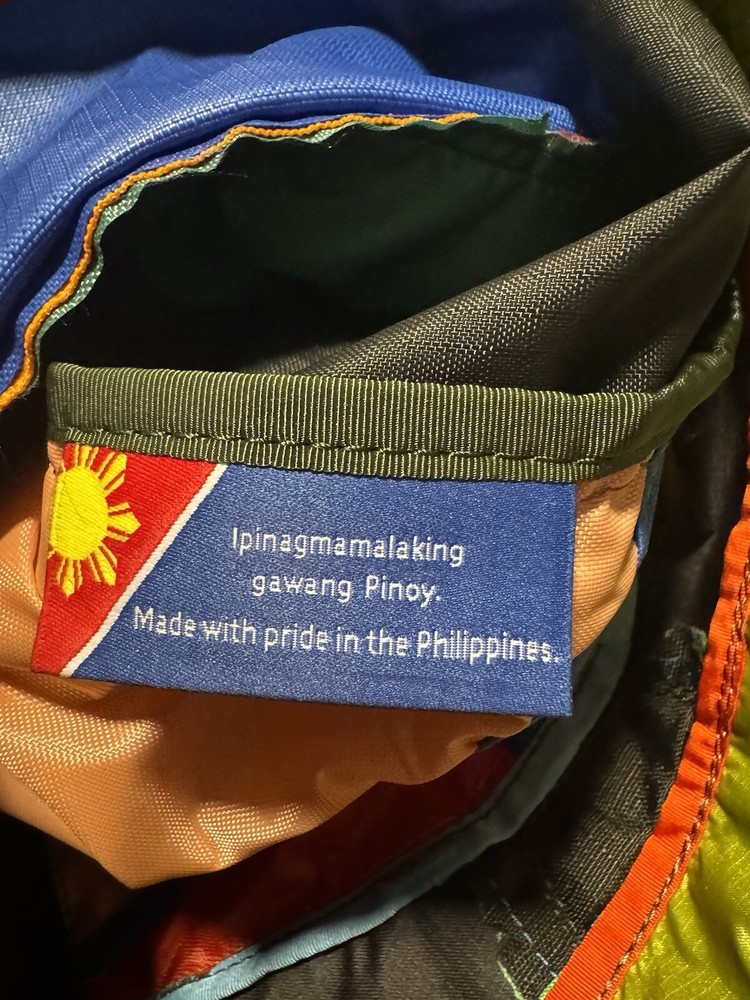 Ipinagmamalaking
gawang Pinoy.
Made with pride in the Philippines.